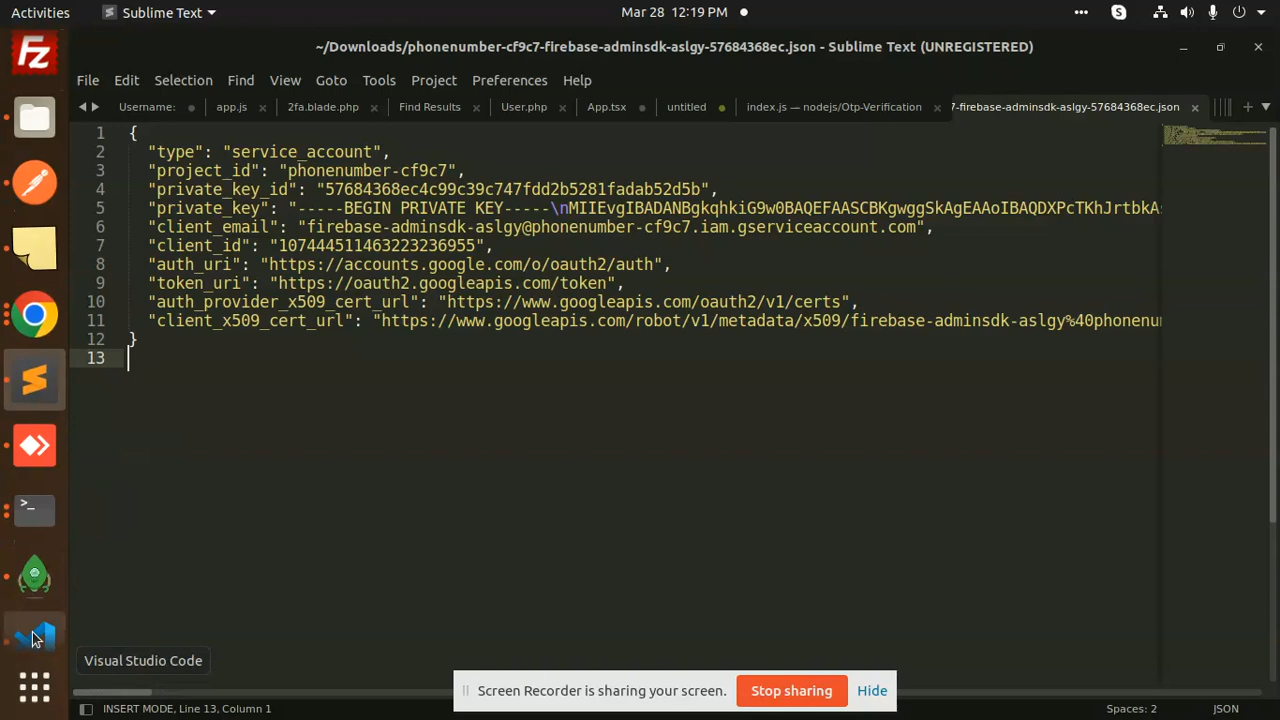 Activities
Sublime Text
Mar 28 12:19 PM
~/Downloads/phonenumber-cf9c7-firebase-adminsdk-aslgy-57684368ec.json - Sublime Text (UNREGISTERED)
File Edit Selection Find View Goto Tools Project Preferences Help
Username: app.js 2fa.blade.php Find Results User.php App.tsx untitled index.js — nodejs/Otp-Verification 7-firebase-adminsdk-aslgy-57684368ec.json
1 {
2 "type": "service_account",
3 "project_id": "phonenumber-cf9c7",
4 "private_key_id": "57684368ec4c99c39c747fdd2b5281fadab52d5b",
5 "private_key": "-----BEGIN PRIVATE KEY-----\nMIIEvgIBADANBgkqhkiG9w0BAQEFAASCBKgwggSkAgEAAoIBAQDXPcTKhJrtbkA
6 "client_email": "firebase-adminsdk-aslgy@phonenumber-cf9c7.iam.gserviceaccount.com",
7 "client_id": "107444511463223236955",
8 "auth_uri": "https://accounts.google.com/o/oauth2/auth",
9 "token_uri": "https://oauth2.googleapis.com/token",
10 "auth_provider_x509_cert_url": "https://www.googleapis.com/oauth2/v1/certs",
11 "client_x509_cert_url": "https://www.googleapis.com/robot/v1/metadata/x509/firebase-adminsdk-aslgy%40phonenu
12 }
13
Visual Studio Code
Screen Recorder is sharing your screen. Stop sharing Hide
INSERT MODE, Line 13, Column 1
Spaces: 2
JSON